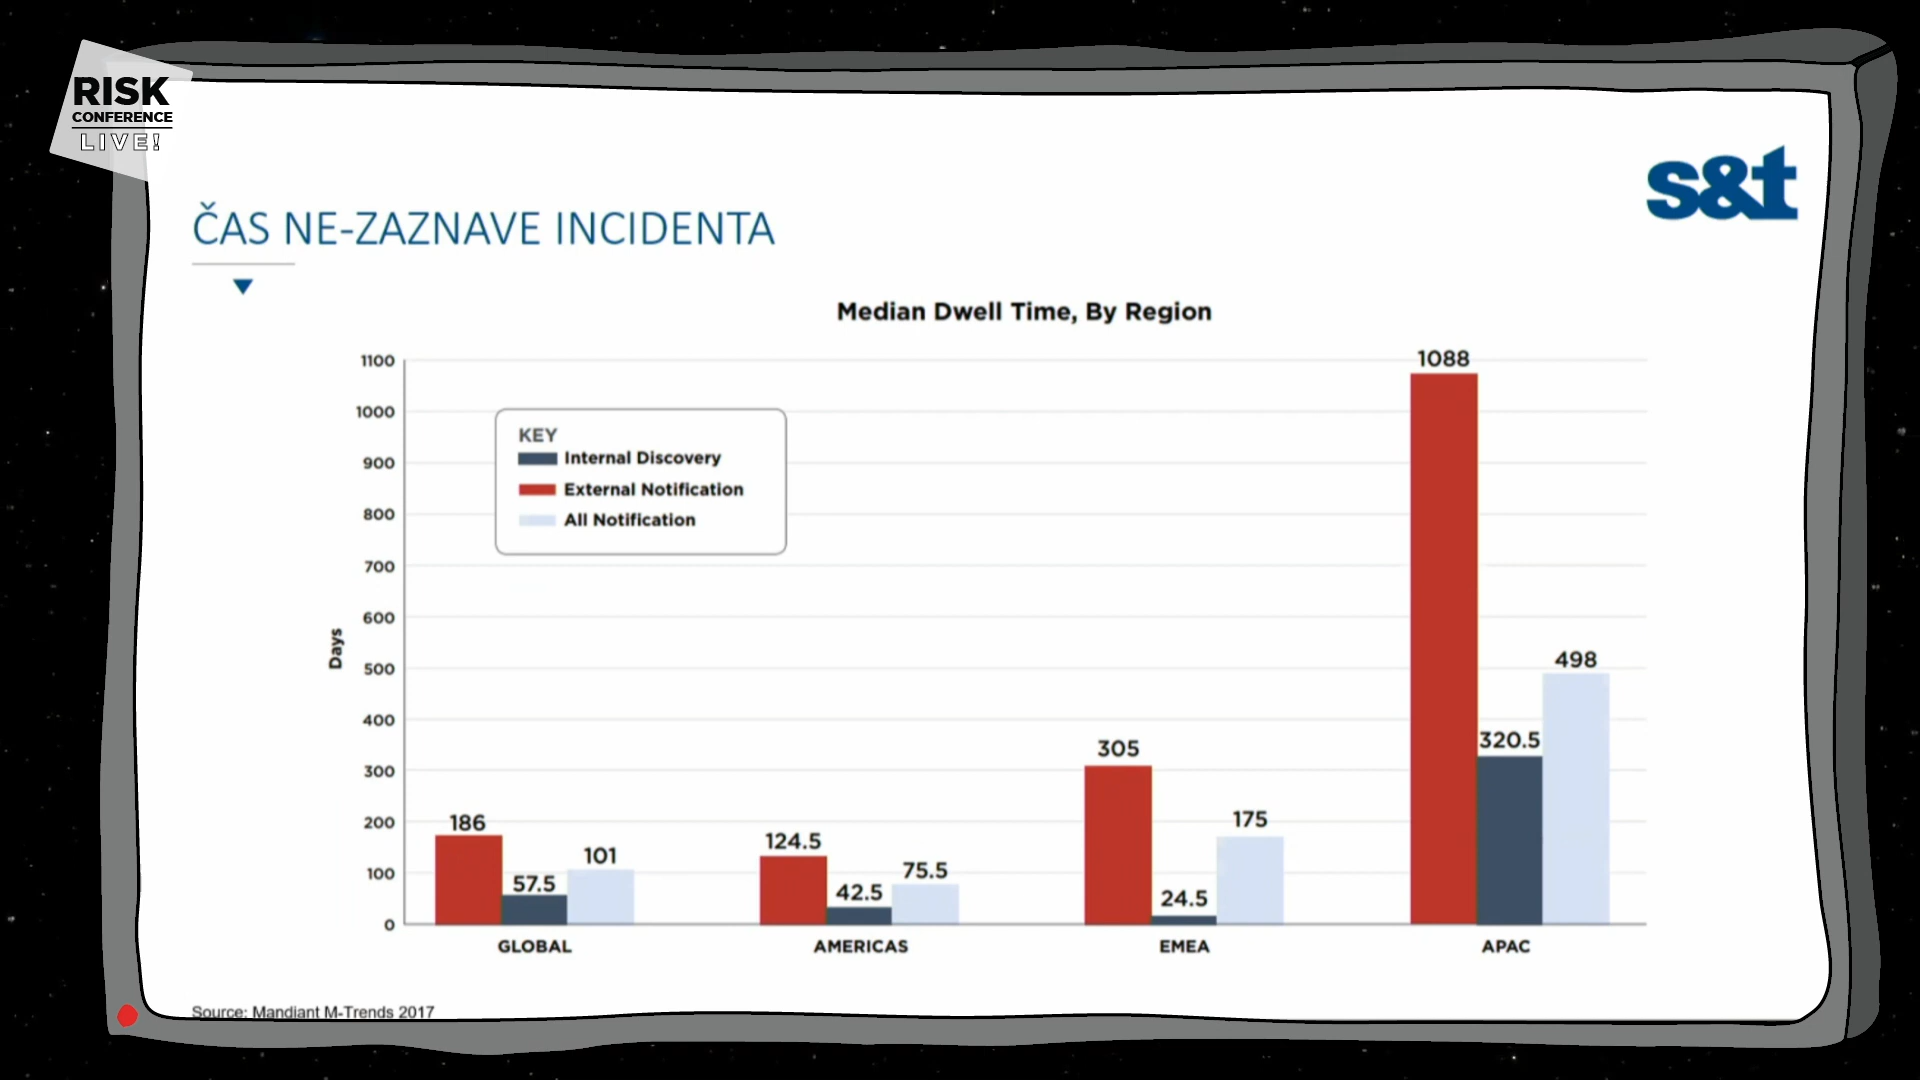 RISK
CONFERENCE
LIVE!
s&t
ČAS NE-ZAZNAVE INCIDENTA
Median Dwell Time, By Region
1100
1000
900
800
700
600
500
400
300
200
100
0
Days
KEY
Internal Discovery
External Notification
All Notification
186
57.5
101
124.5
42.5
75.5
305
24.5
175
1088
320.5
498
GLOBAL
AMERICAS
EMEA
APAC
Source: Mandiant M-Trends 2017